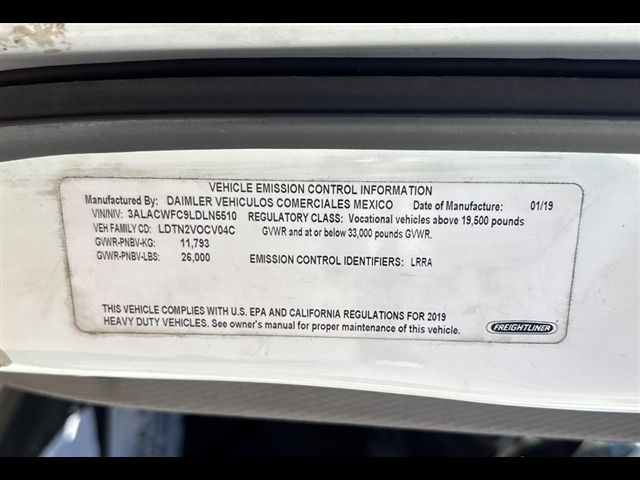 VEHICLE EMISSION CONTROL INFORMATION
Manufactured By: DAIMLER VEHICULOS COMERCIALES MEXICO Date of Manufacture: 01/19
VIN/NIV: 3ALACWFC9LDLN5510 REGULATORY CLASS: Vocational vehicles above 19,500 pounds
VEH FAMILY CD: LDTN2VOCV04C GVWR and at or below 33,000 pounds GVWR.
GVWR-PNBV-KG: 11,793
GVWR-PNBV-LBS: 26,000 EMISSION CONTROL IDENTIFIERS: LRRA
THIS VEHICLE COMPLIES WITH U.S. EPA AND CALIFORNIA REGULATIONS FOR 2019
HEAVY DUTY VEHICLES. See owner's manual for proper maintenance of this vehicle.
FREIGHTLINER